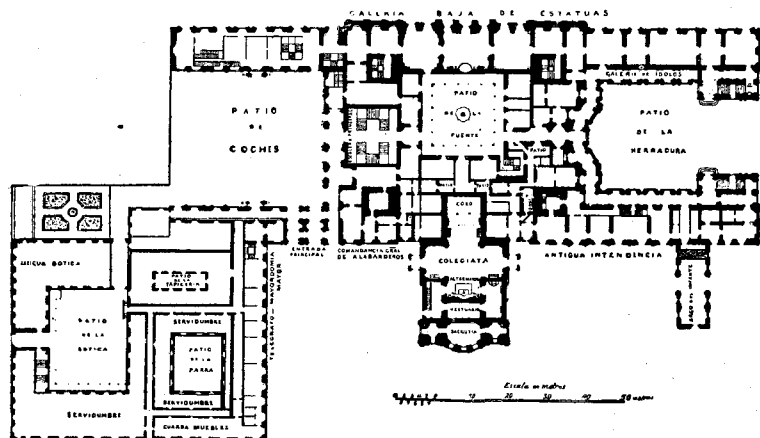 GALERIA BAJA DE ESTATUAS
GALERIA DE IDOLOS
PATIO
DE
COCHES
PATIO
DE LA
FUENTE
PATIO
DE LA
HERRADURA
PATIO
CORO
ENTRADA
PRINCIPAL
COMANDANCIA GRAL
DE ALABARDEROS
COLEGIATA
ANTIGUA INTENDENCIA
ALTAR MAYOR
VESTUARIO
SACRISTIA
ANTIGUA BOTICA
PATIO
DE LA
TAPICERIA
TELEGRAFO - MAYORDOMIA
MAYOR
PATIO
DE LA
BOTICA
SERVIDUMBRE
PATIO
DE LA
PARRA
SERVIDUMBRE
SERVIDUMBRE
GUARDA MUEBLES
Escala en metros
10 20 30 40 50 metros